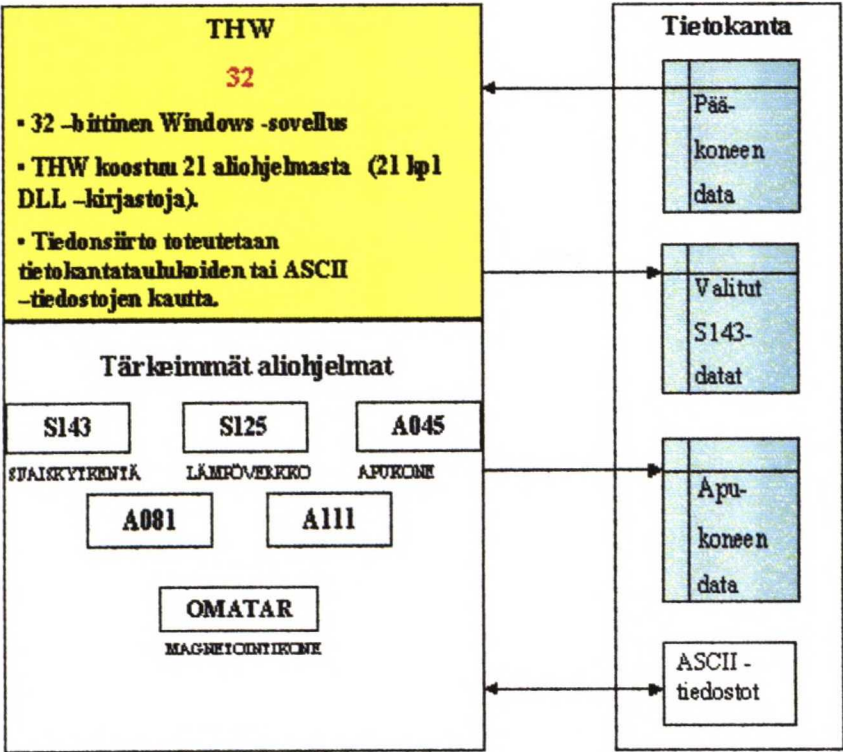 THW
32
▪ 32 –bittinen Windows -sovellus
▪ THW koostuu 21 aliohjelmasta (21 kpl
DLL –kirjastoja).
▪ Tiedonsiirto toteutetaan
tietokantataulukoiden tai ASCII
–tiedostojen kautta.
Tärkeimmät aliohjelmat
S143
S125
A045
SIJAISKYTKENTÄ
LÄMPÖVERKKO
APUKONE
A081
A111
OMATAR
MAGNETOINTIKONE
Tietokanta
Pää-
koneen
data
Valitut
S143-
datat
Apu-
koneen
data
ASCII -
tiedostot